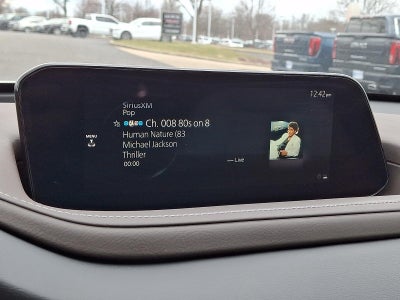 12:42 PM
SiriusXM
Pop
Ch. 008 80s on 8
MENU
Human Nature (83
Michael Jackson
Thriller
Live
00:00